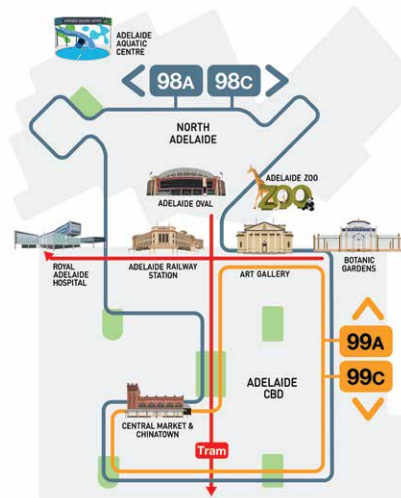 ADELAIDE
AQUATIC
CENTRE
98A
98C
NORTH
ADELAIDE
ADELAIDE ZOO
ZOO
ADELAIDE OVAL
ROYAL
ADELAIDE
HOSPITAL
ADELAIDE RAILWAY
STATION
ART GALLERY
BOTANIC
GARDENS
99A
99C
ADELAIDE
CBD
CENTRAL MARKET &
CHINATOWN
Tram